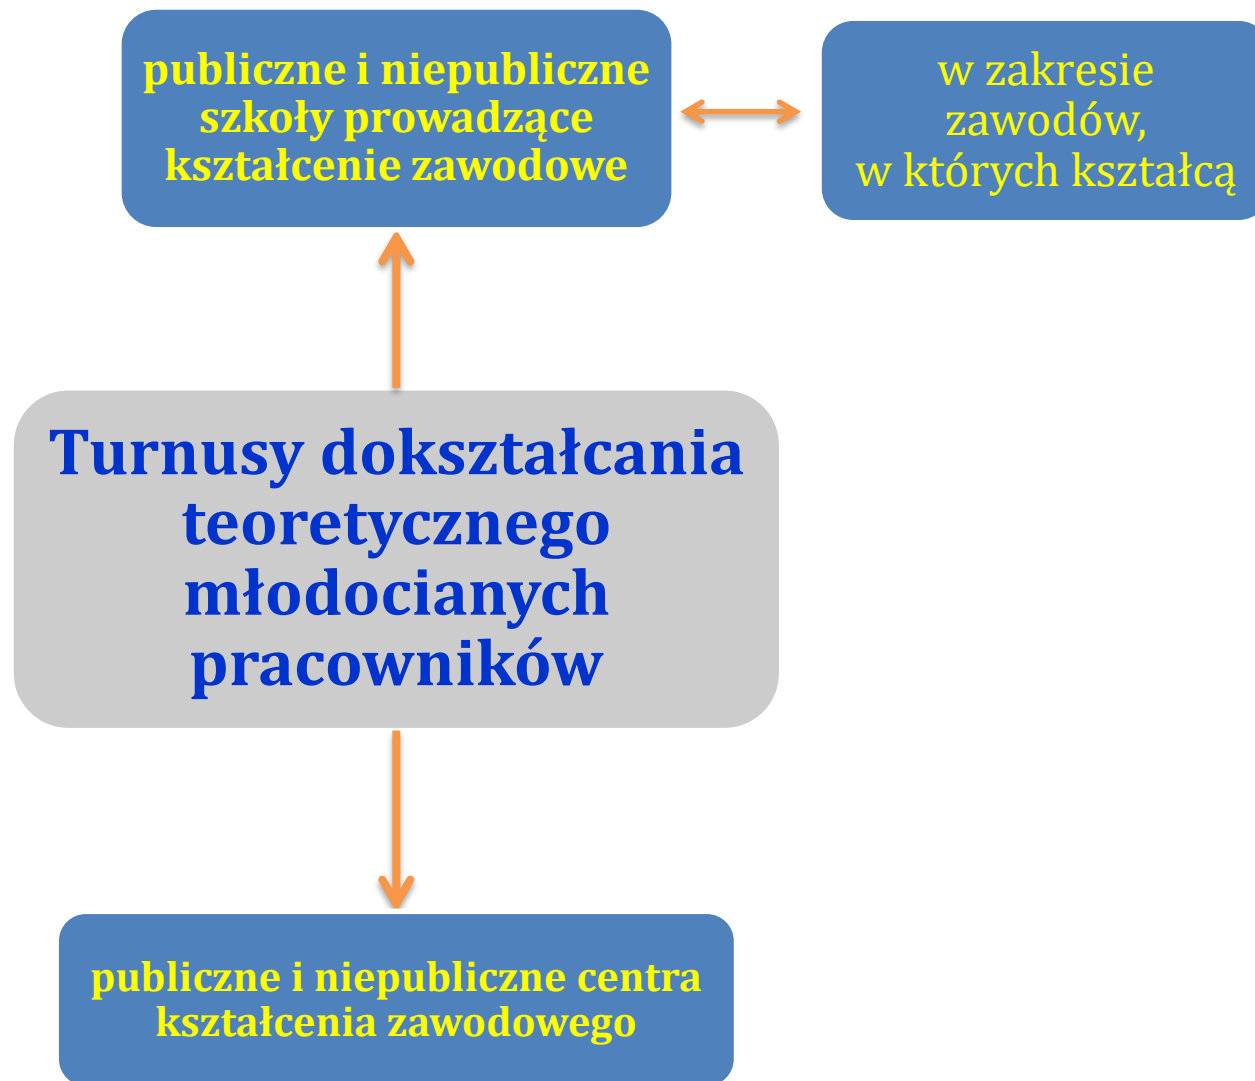 publiczne i niepubliczne
szkoły prowadzące
kształcenie zawodowe
w zakresie
zawodów,
w których kształcą
Turnusy dokształcania
teoretycznego
młodocianych
pracowników
publiczne i niepubliczne centra
kształcenia zawodowego